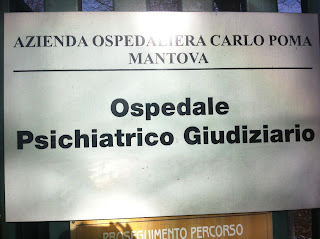 AZIENDA OSPEDALIERA CARLO POMA
MANTOVA
Ospedale
Psichiatrico Giudiziario
PROSEGUIMENTO PERCORSO